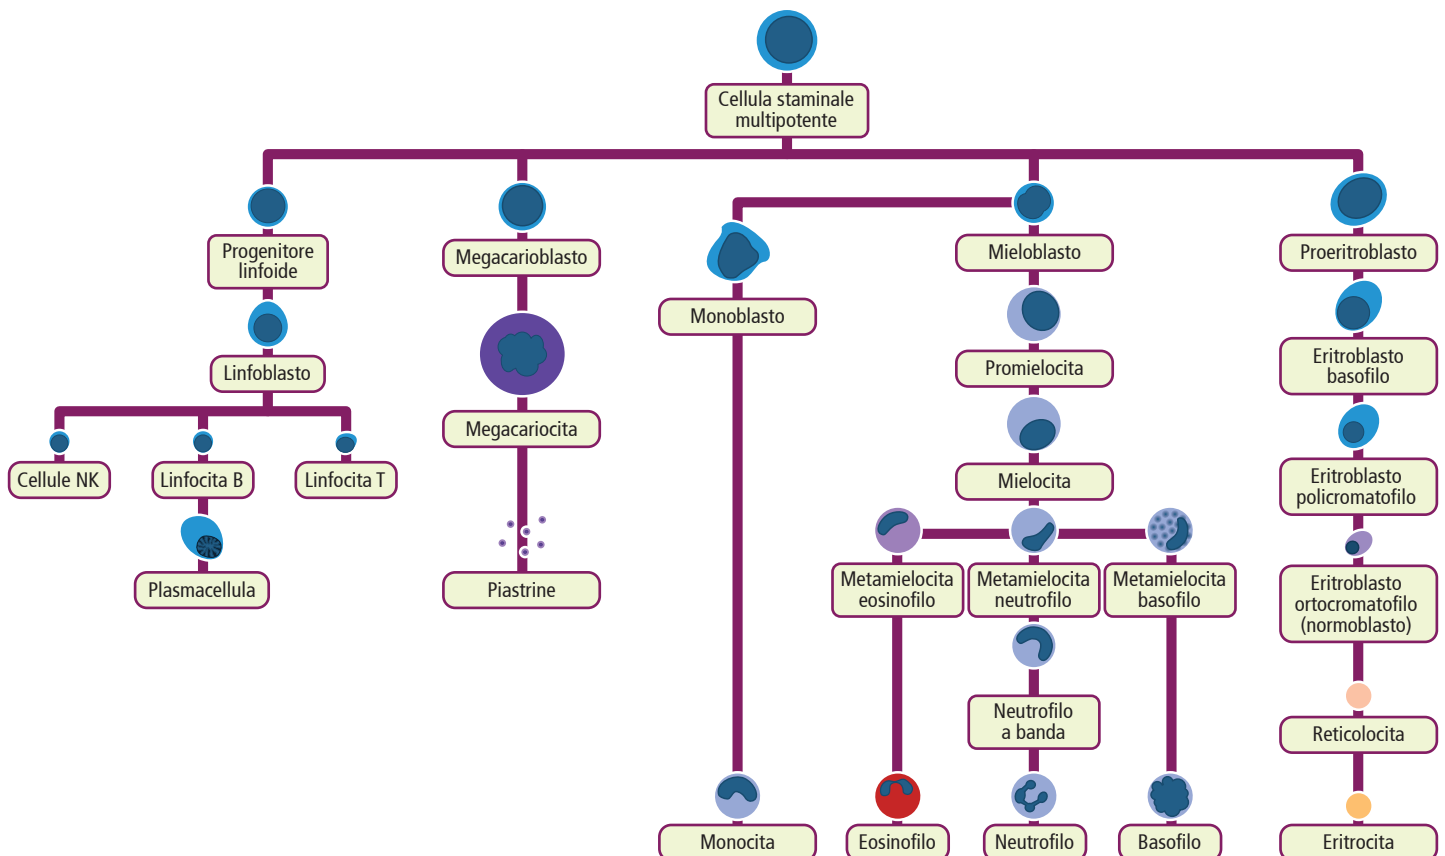 Cellula staminale
multipotente
Progenitore
linfoide
Linfoblasto
Cellule NK
Linfocita B
Linfocita T
Plasmacellula
Megacarioblasto
Megacariocita
Piastrine
Monoblasto
Monocita
Mieloblasto
Promielocita
Mielocita
Metamielocita
eosinofilo
Metamielocita
neutrofilo
Metamielocita
basofilo
Neutrofilo
a banda
Eosinofilo
Neutrofilo
Basofilo
Proeritroblasto
Eritroblasto
basofilo
Eritroblasto
policromatofilo
Eritroblasto
ortocromatofilo
(normoblasto)
Reticolocita
Eritrocita